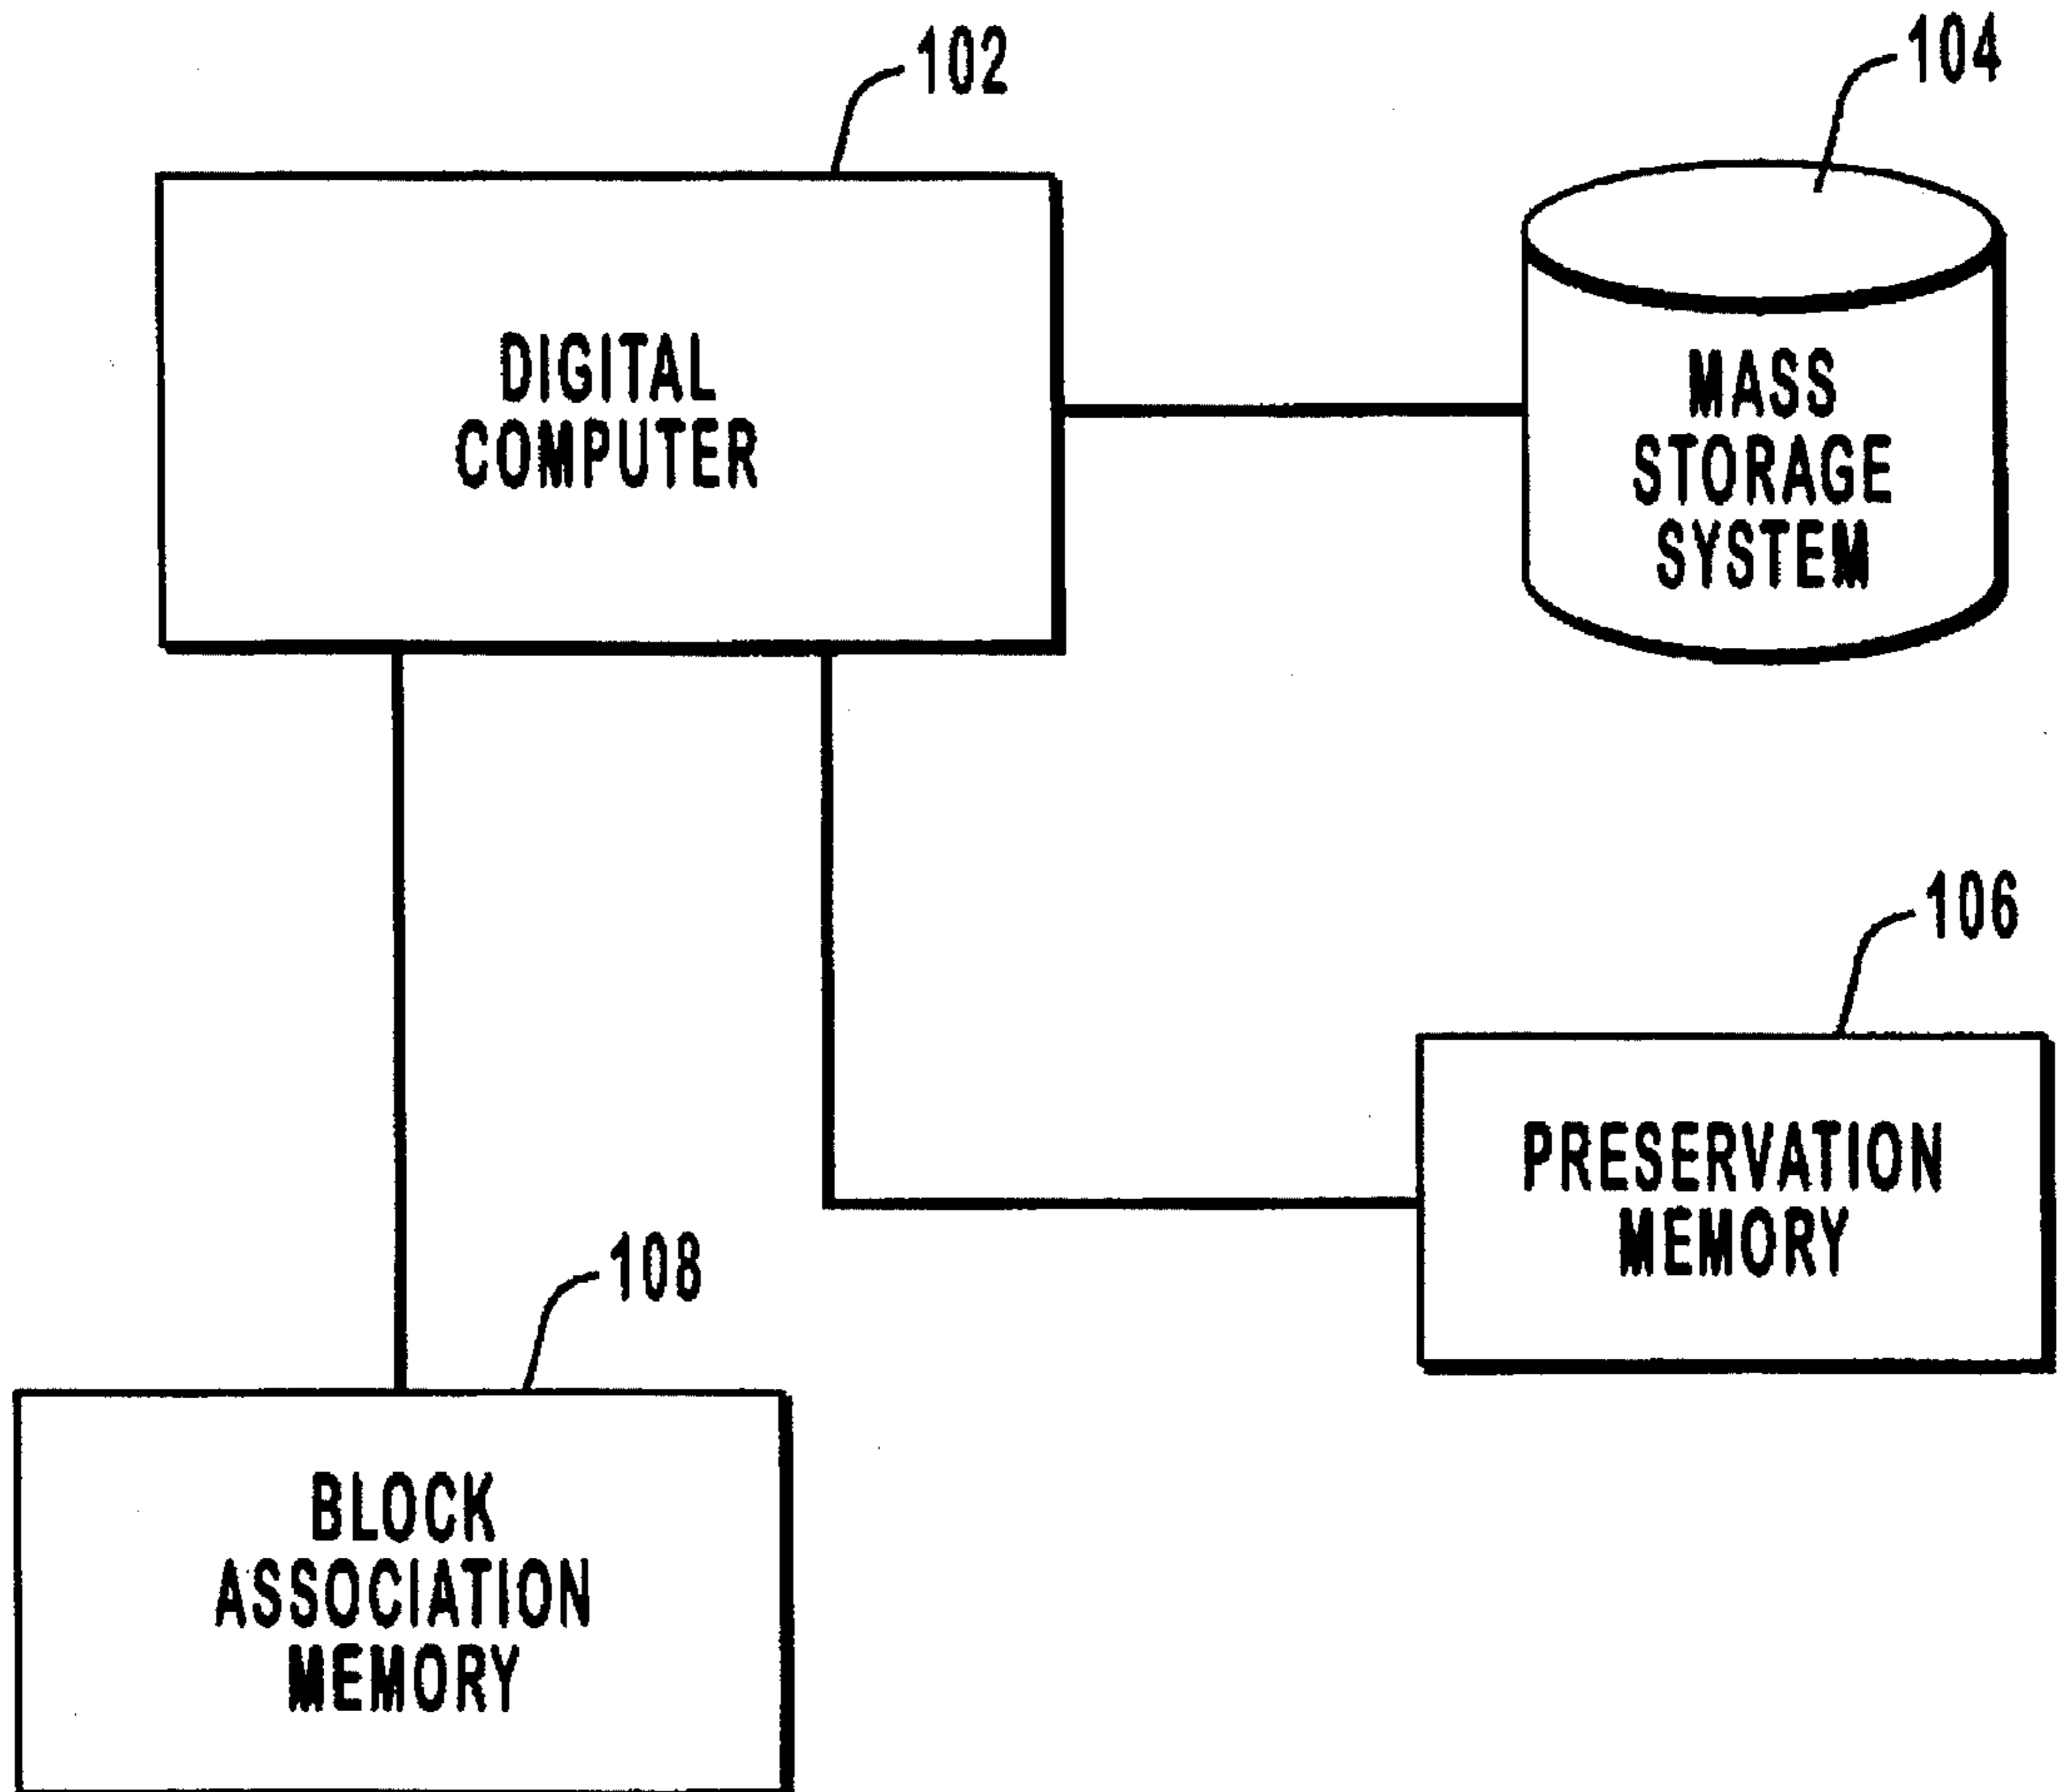 102
104
DIGITAL
COMPUTER
MASS
STORAGE
SYSTEM
106
PRESERVATION
MEMORY
108
BLOCK
ASSOCIATION
MEMORY